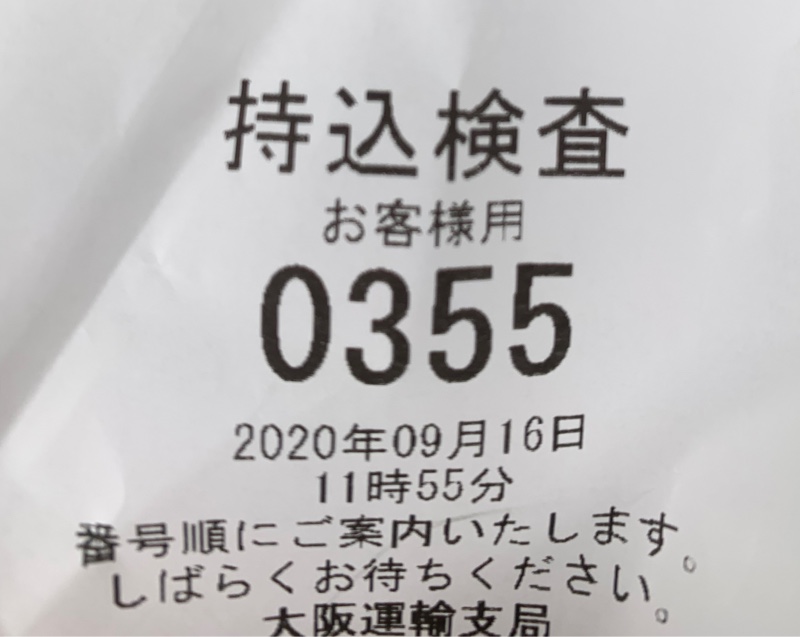 持込検査
お客様用
0355
2020年09月16日
11時55分
番号順にご案内いたします。
しばらくお待ちください。
大阪運輸支局